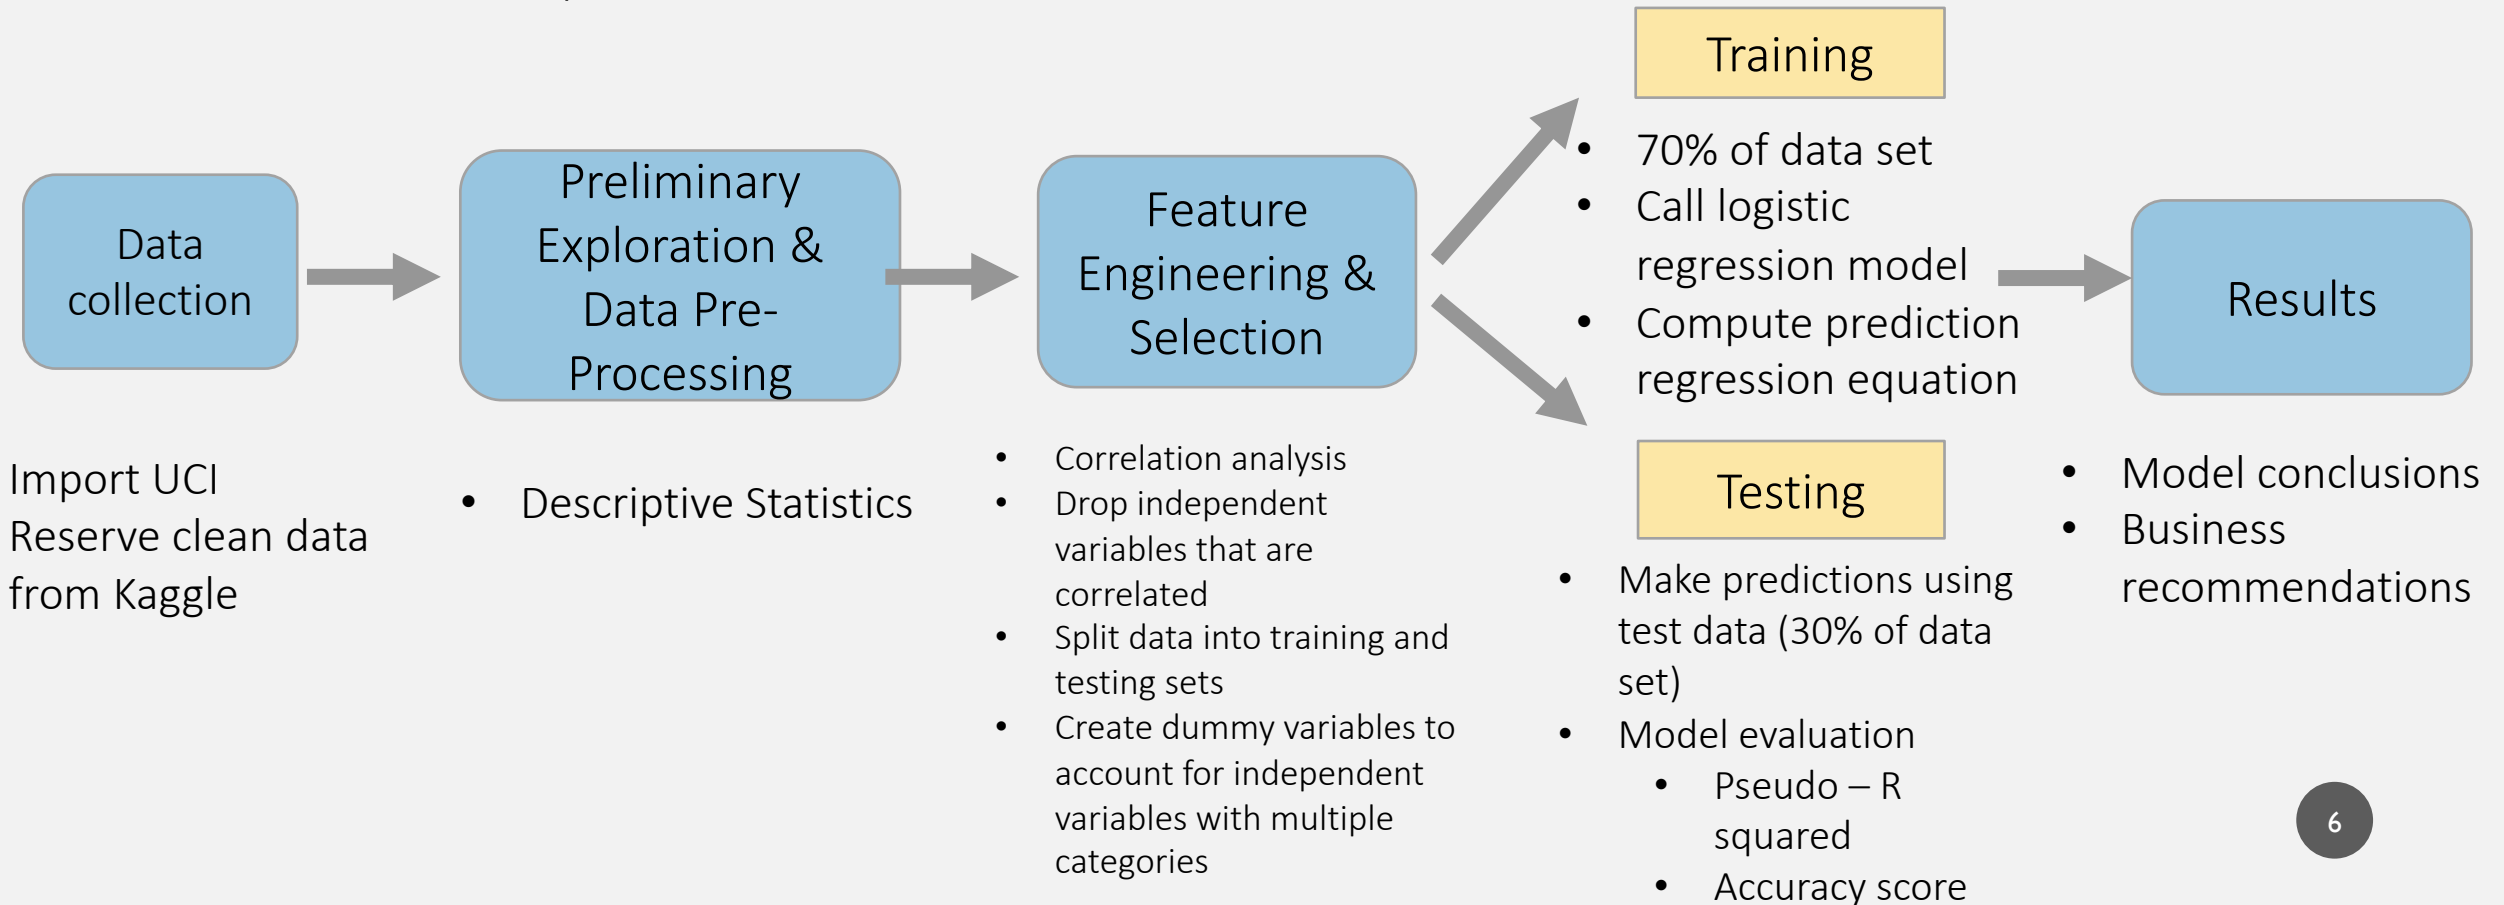 Data
collection
Import UCI
Reserve clean data
from Kaggle
Preliminary
Exploration &
Data Pre-
Processing
• Descriptive Statistics
Feature
Engineering &
Selection
• Correlation analysis
• Drop independent
variables that are
correlated
• Split data into training and
testing sets
• Create dummy variables to
account for independent
variables with multiple
categories
Training
• 70% of data set
• Call logistic
regression model
• Compute prediction
regression equation
Testing
• Make predictions using
test data (30% of data
set)
• Model evaluation
• Pseudo – R
squared
• Accuracy score
Results
• Model conclusions
• Business
recommendations
6